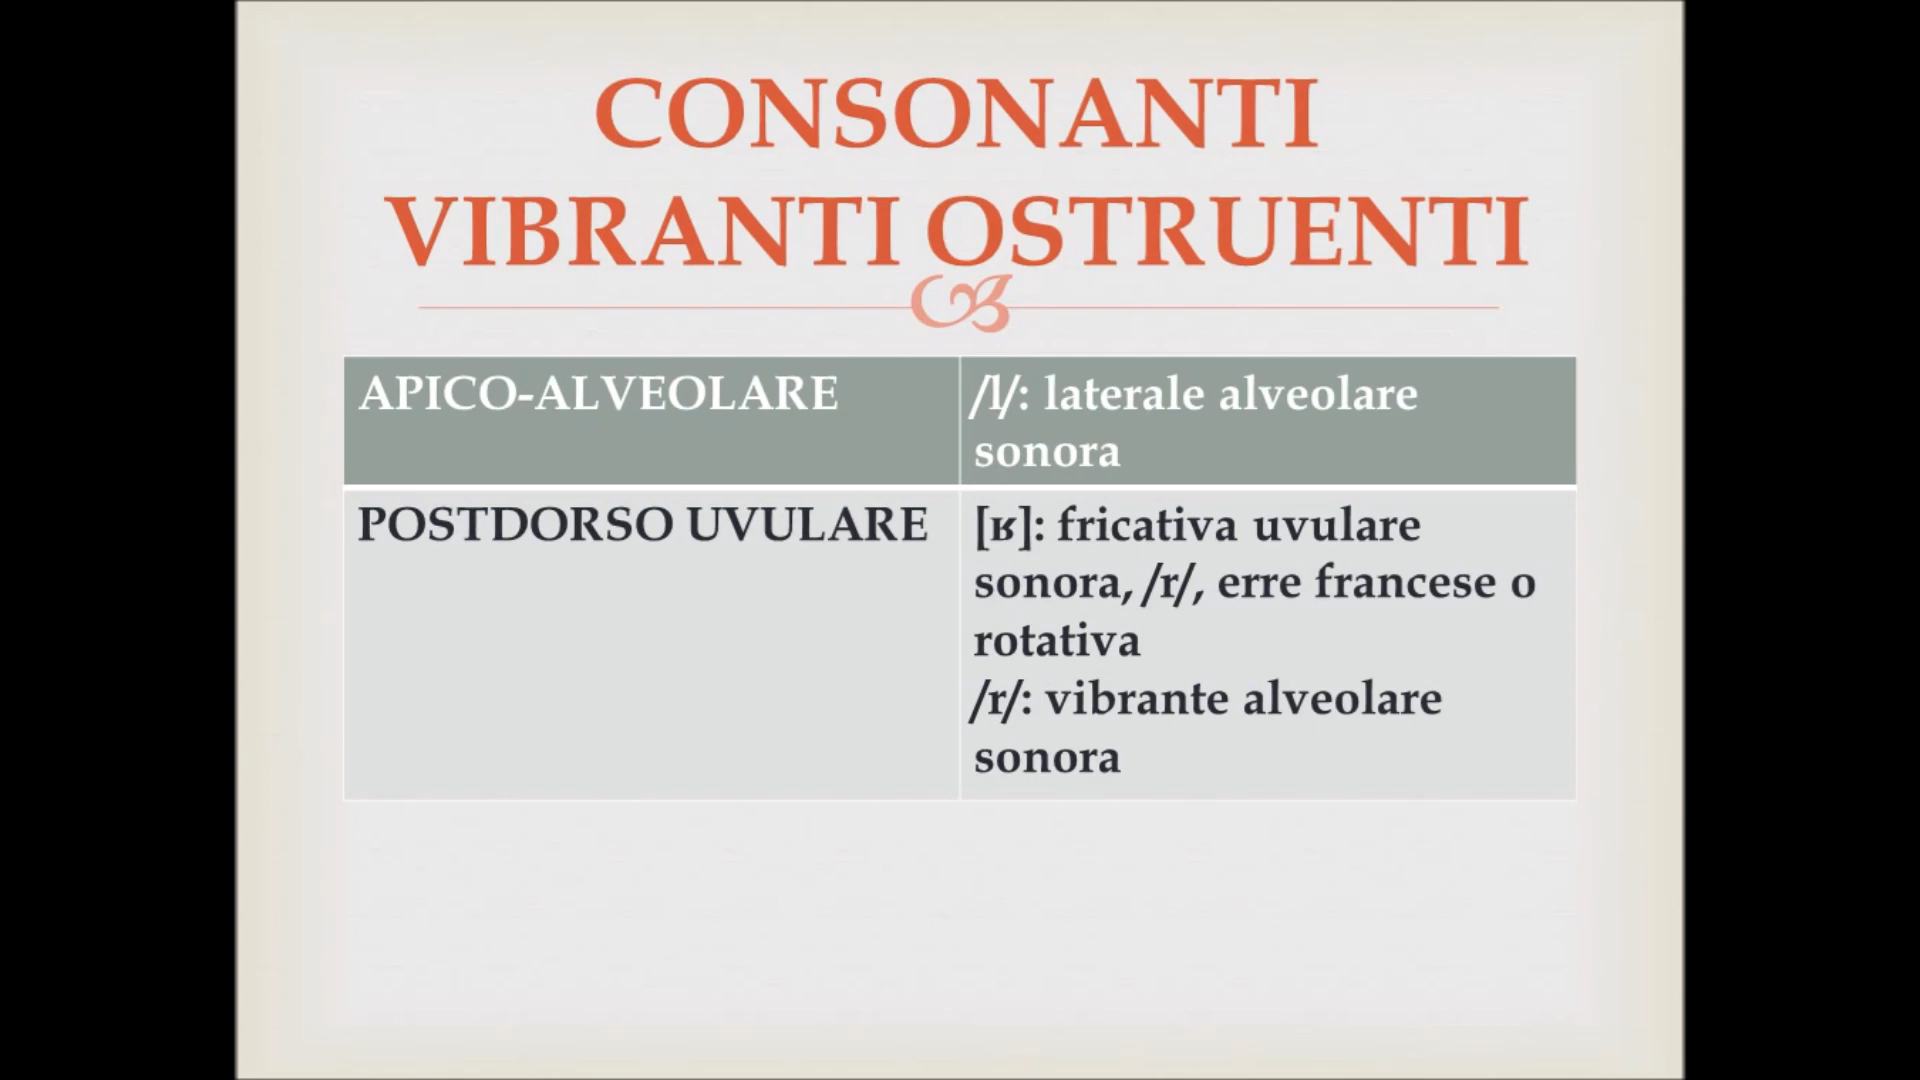 CONSONANTI
VIBRANTI OSTRUENTI
APICO-ALVEOLARE
/l/: laterale alveolare
sonora
POSTDORSO UVULARE
[ʁ]: fricativa uvulare
sonora, /r/, erre francese o
rotativa
/r/: vibrante alveolare
sonora